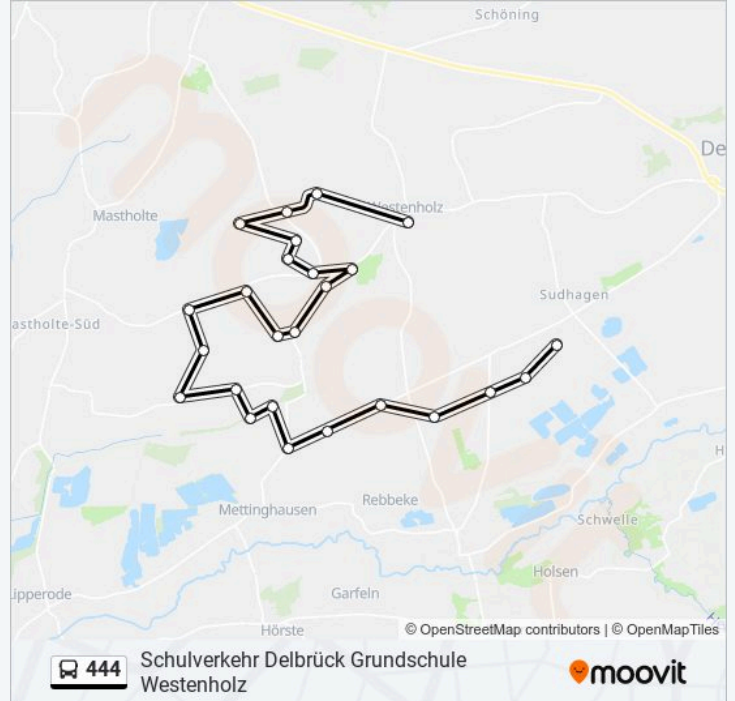 Schöning
De
Mastholte
Westenholz
Sudhagen
astholte-Süd
H
Mettinghausen
Rebbeke
Schwelle
Holsen
Lipperode
Garfeln
Hörste
© OpenStreetMap contributors | © OpenMapTiles
444
Schulverkehr Delbrück Grundschule
Westenholz
moovit